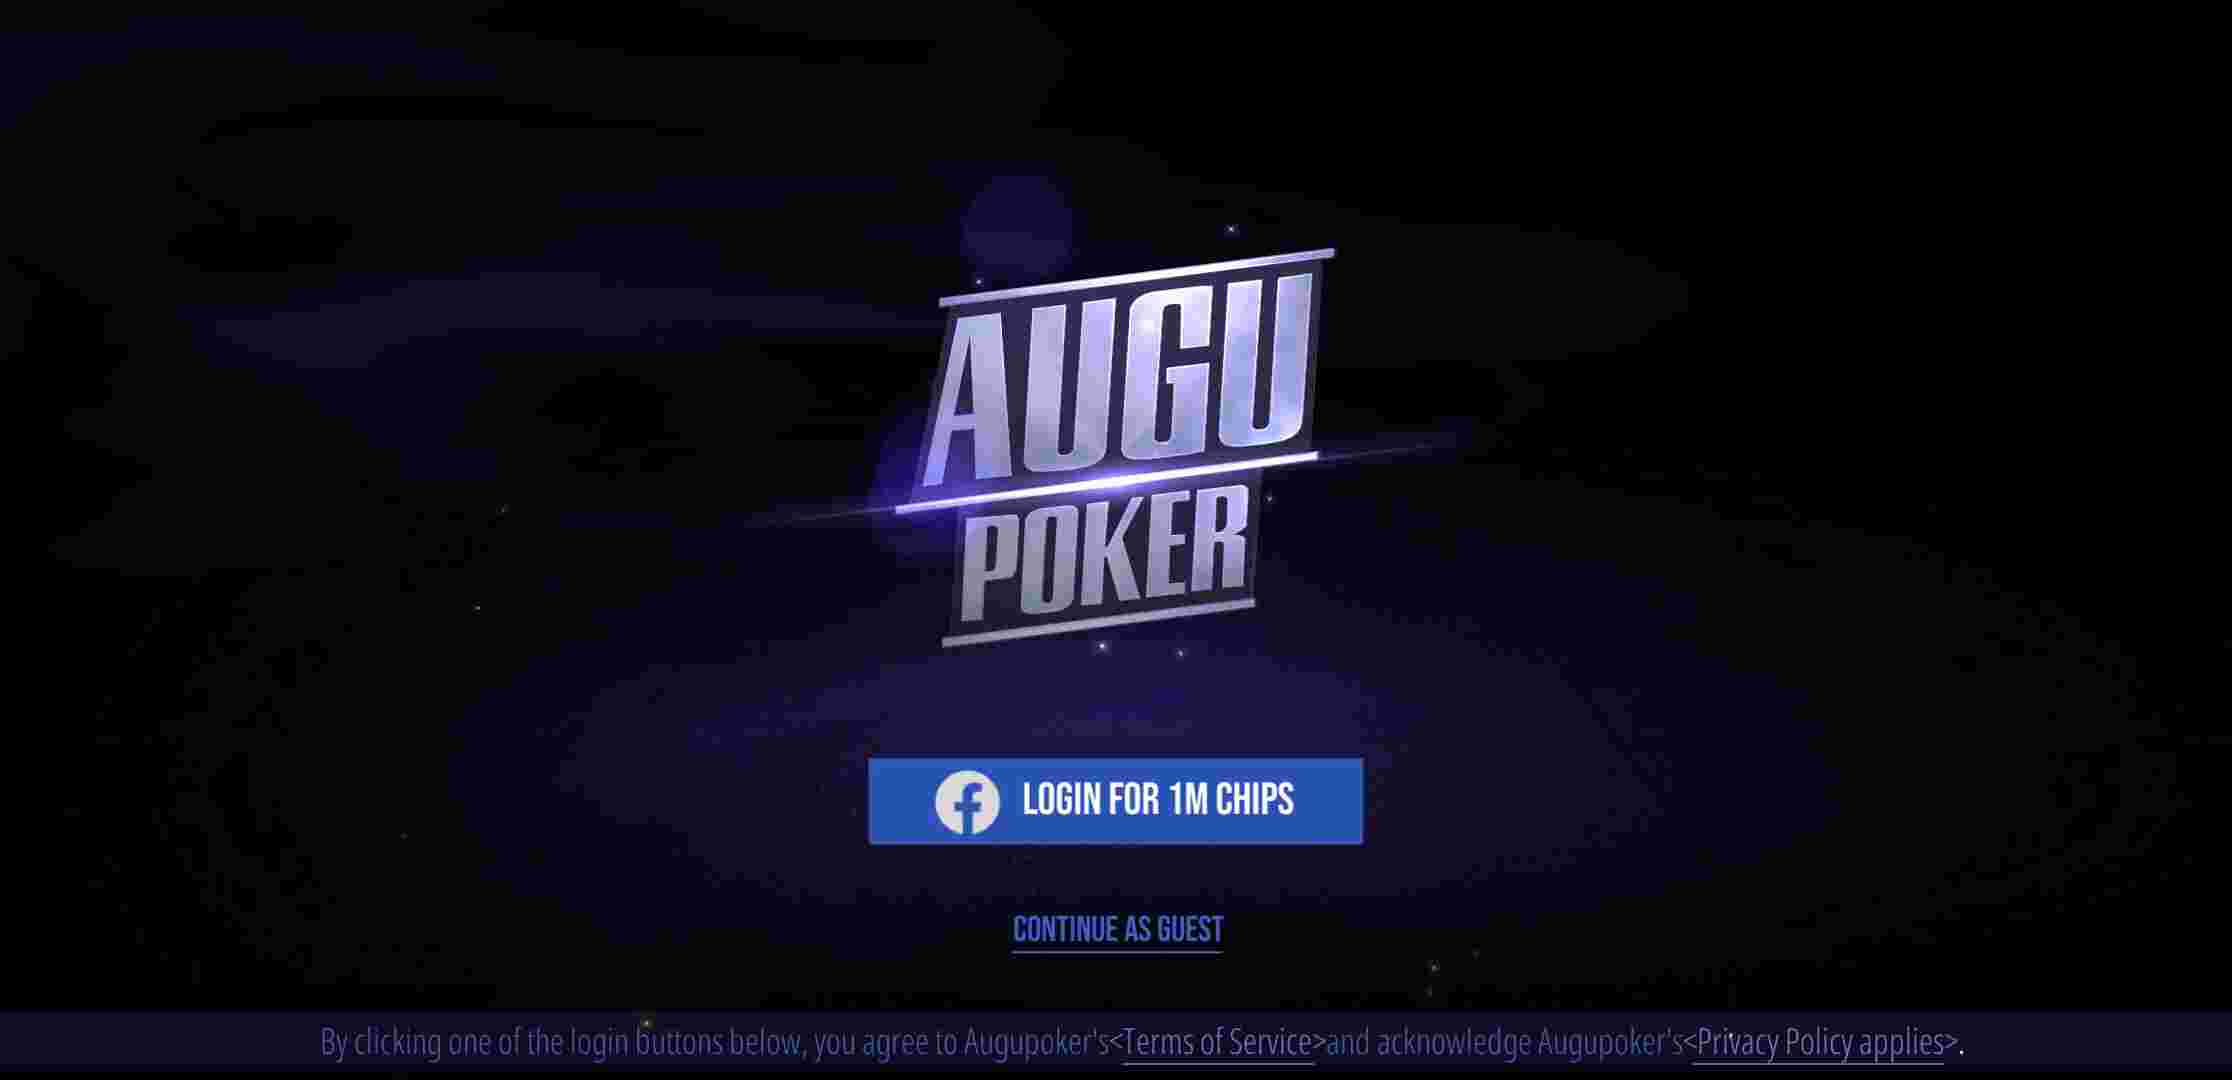 AUGU
POKER
LOGIN FOR 1M CHIPS
CONTINUE AS GUEST
By clicking one of the login buttons below, you agree to Augupoker's<Terms of Service>and acknowledge Augupoker's<Privacy Policy applies>.